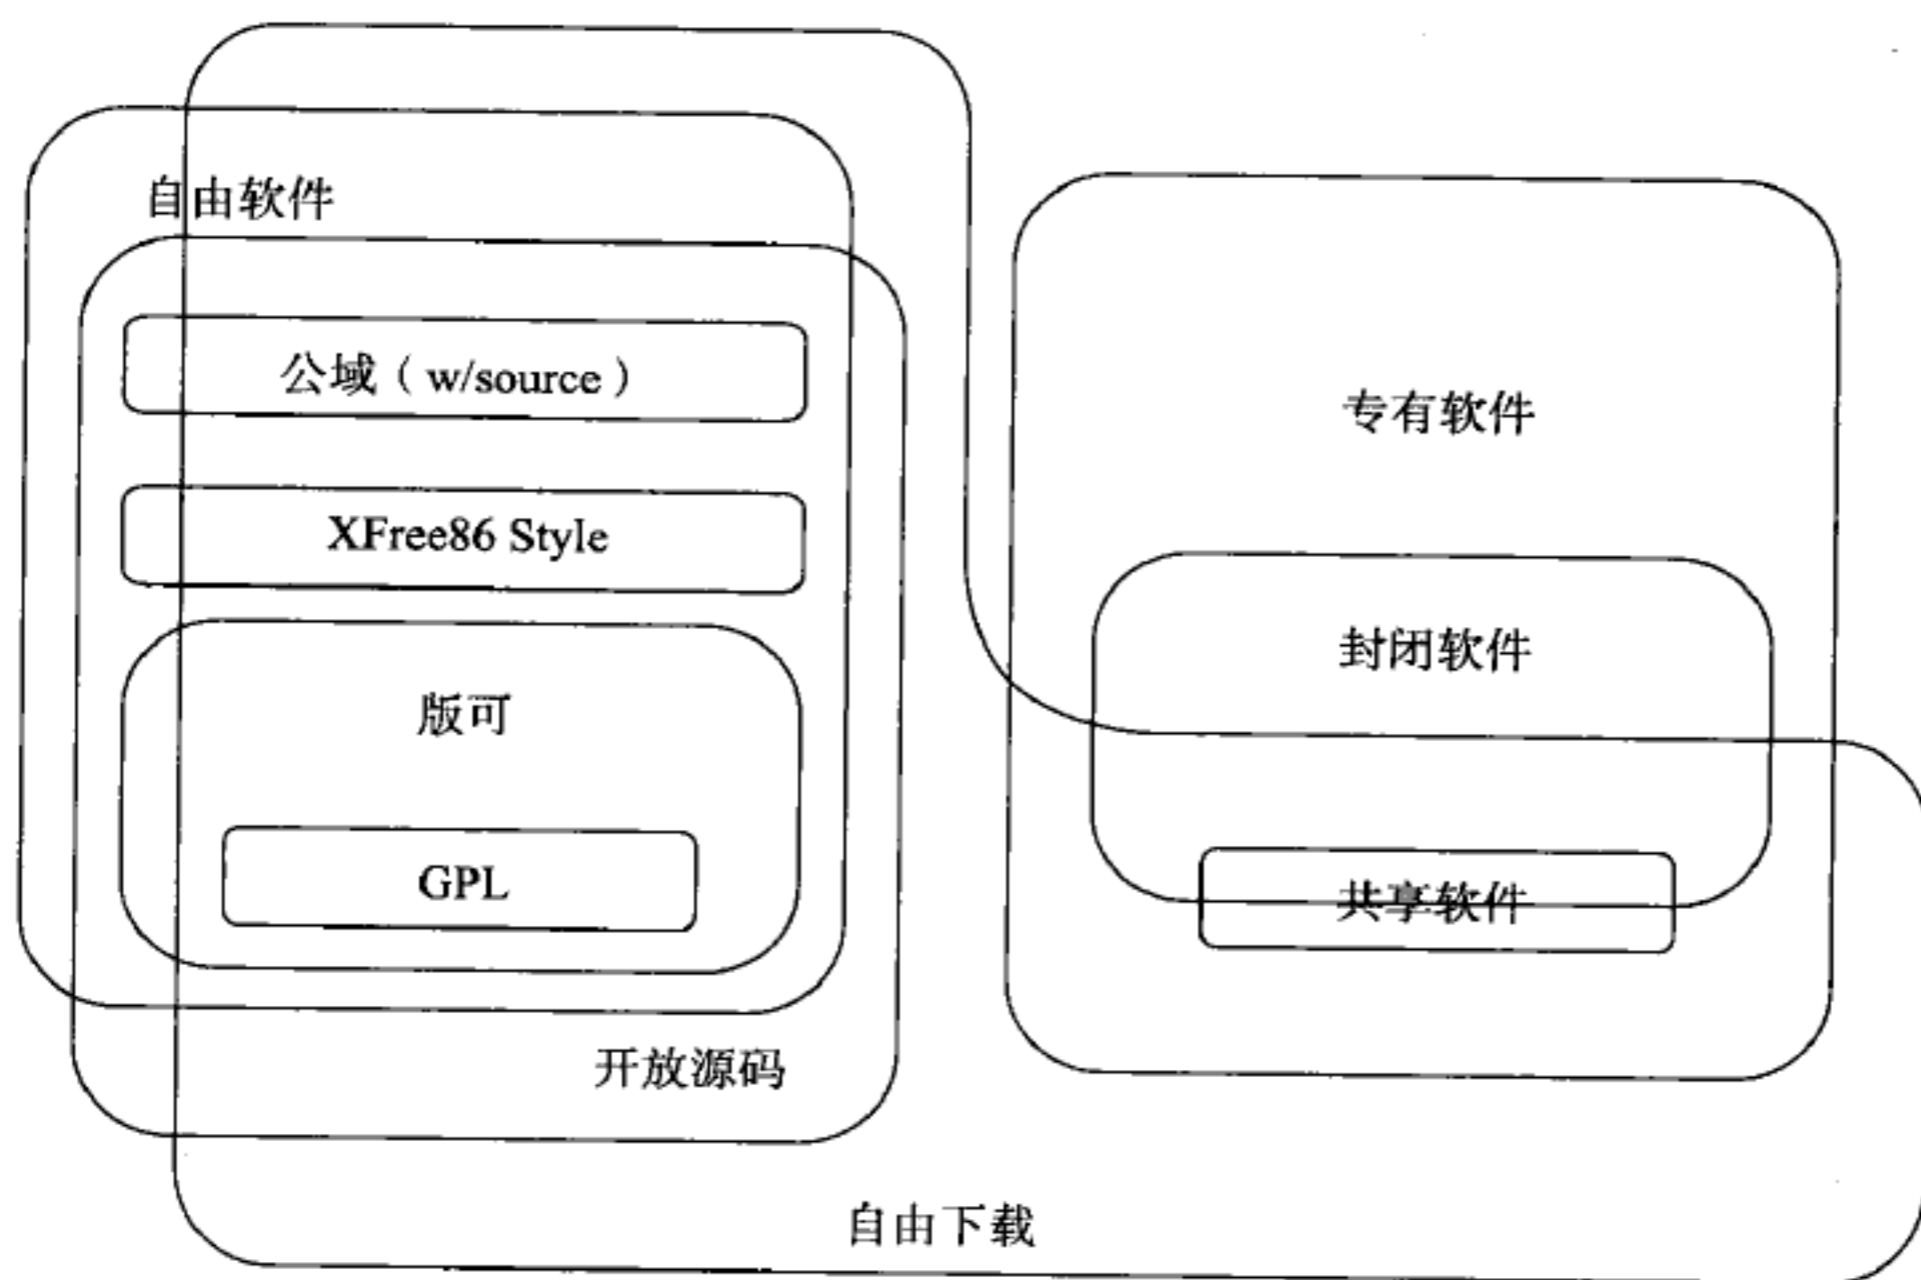 自由软件
公域（w/source）
XFree86 Style
版可
GPL
开放源码
专有软件
封闭软件
共享软件
自由下载